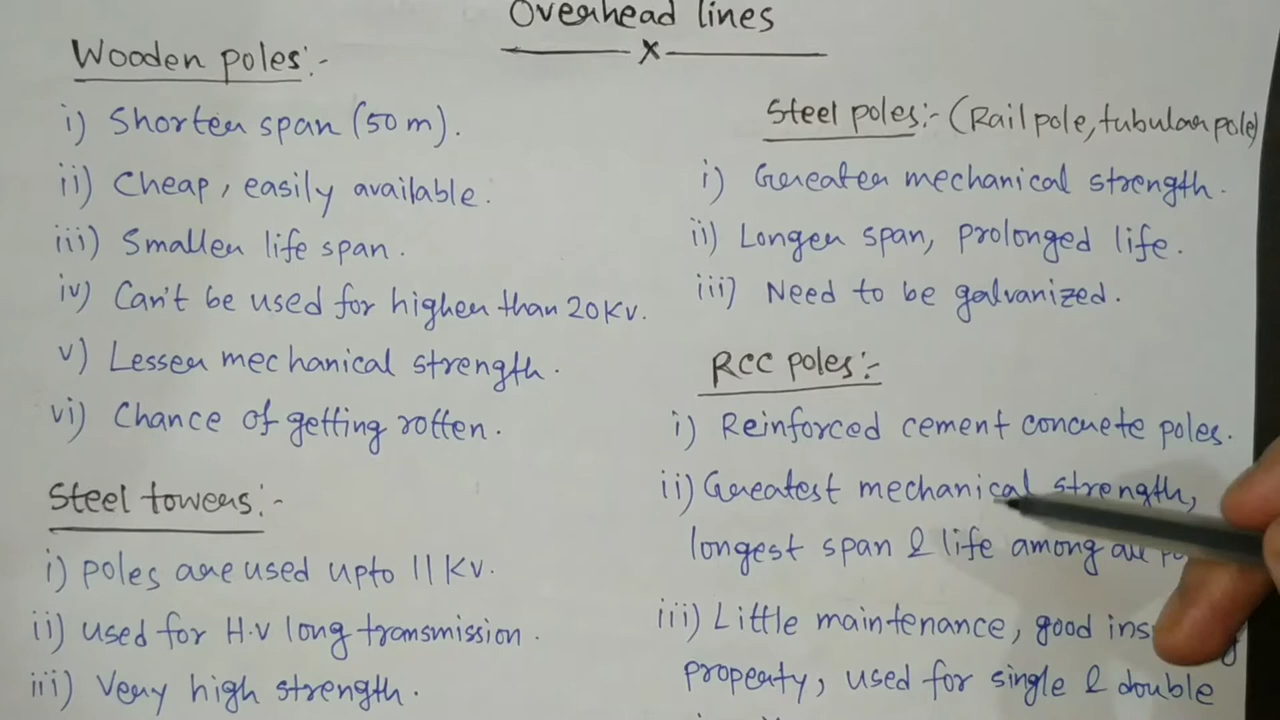 Overhead lines
x
Wooden poles:-
i) Shorter span (50 m).
ii) Cheap, easily available.
iii) Smaller life span.
iv) Can't be used for higher than 20 KV.
v) Lesser mechanical strength.
vi) Chance of getting rotten.
Steel towers:-
i) poles are used upto 11 KV.
ii) used for H.V long transmission.
iii) Very high strength.
Steel poles:- (Rail pole, tubular pole)
i) Greater mechanical strength.
ii) Longer span, prolonged life.
iii) Need to be galvanized.
RCC poles:-
i) Reinforced cement concrete poles.
ii) Greatest mechanical strength,
longest span & life among all
iii) Little maintenance, good
property, used for single & double